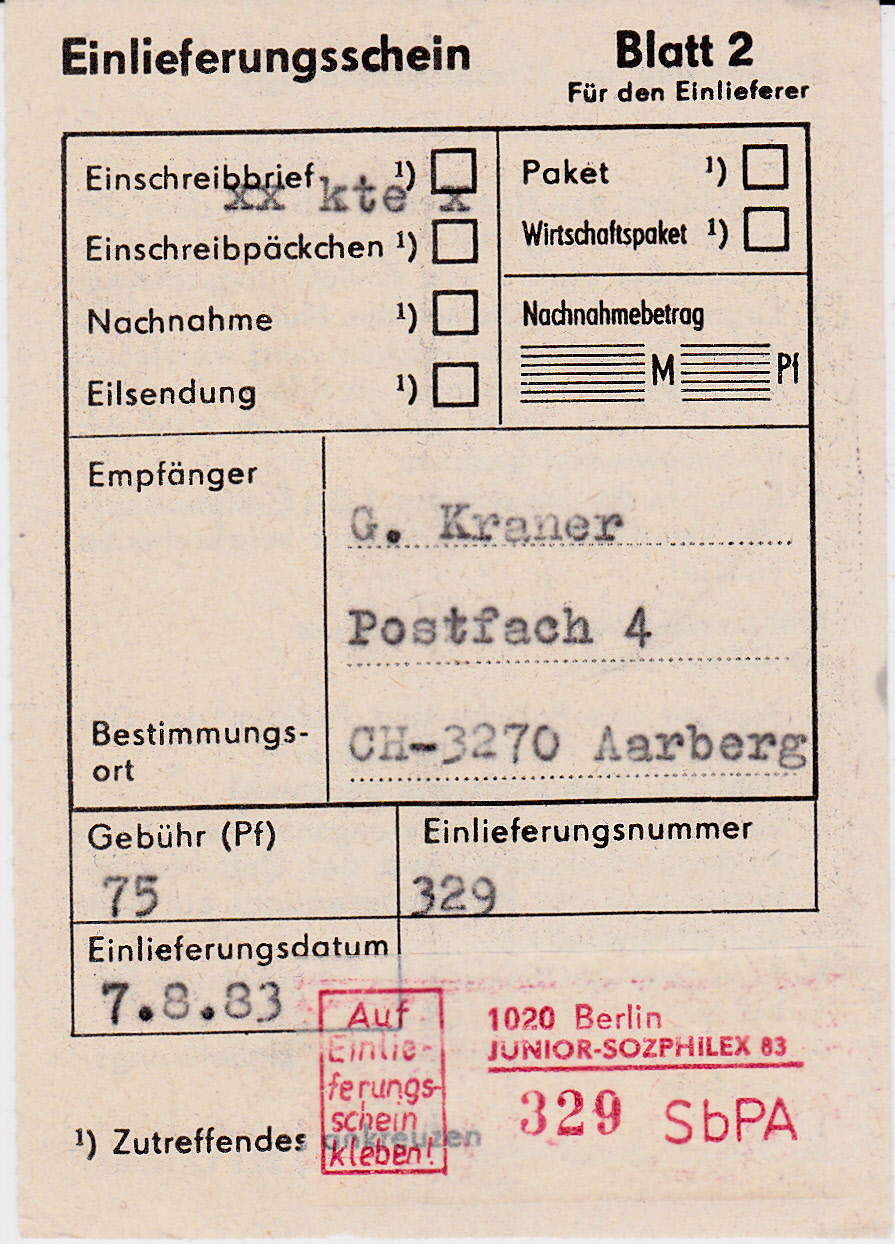 Einlieferungsschein
Blatt 2
Für den Einlieferer
Einschreibbrief ¹)
xx kte x
Einschreibpäckchen ¹)
Nachnahme ¹)
Eilsendung ¹)
Paket ¹)
Wirtschaftspaket ¹)
Nachnahmebetrag
M Pf
Empfänger
G. Kraner
Postfach 4
Bestimmungs-
ort
CH-3270 Aarberg
Gebühr (Pf)
75
Einlieferungsnummer
329
Einlieferungsdatum
7.8.83
Auf
Einlie-
ferungs-
schein
kleben!
1020 Berlin
JUNIOR-SOZPHILEX 83
329 SbPA
¹) Zutreffendes ankreuzen